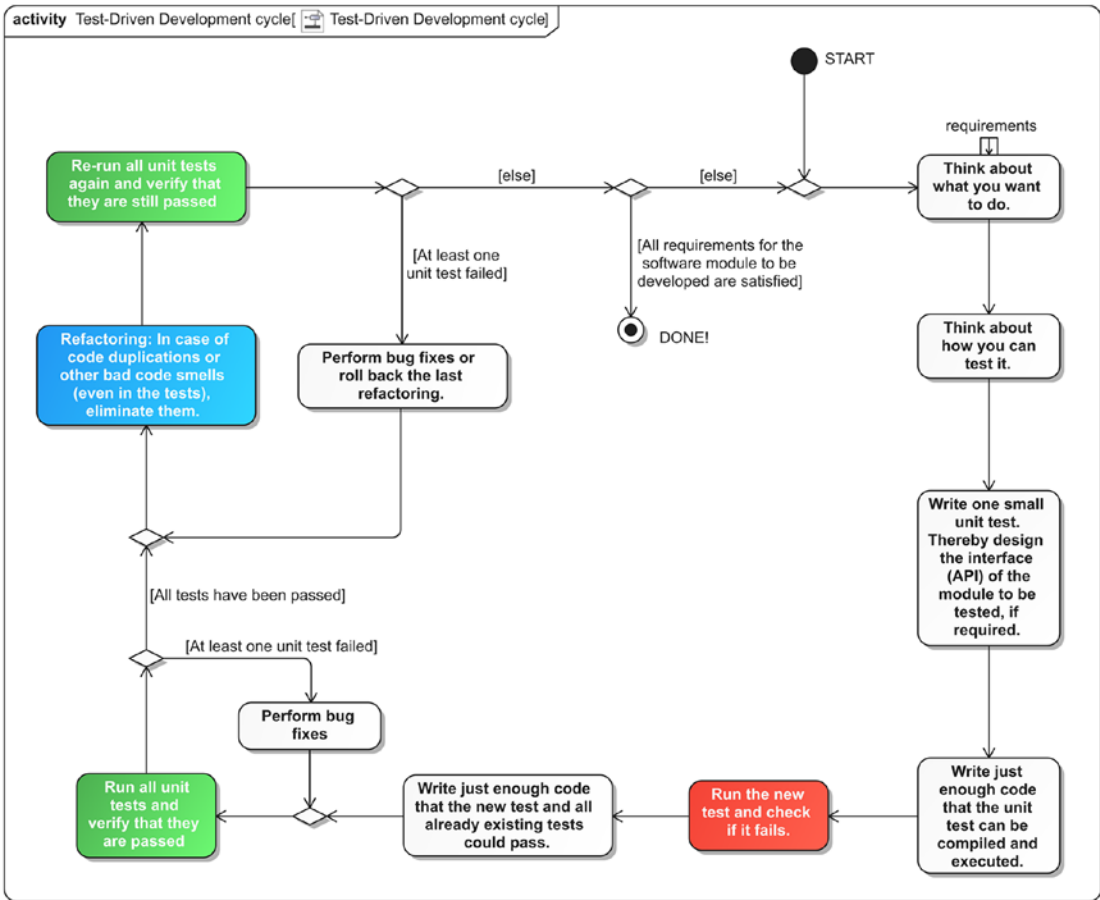 activity Test-Driven Development cycle[ Test-Driven Development cycle]
START
requirements
Re-run all unit tests
again and verify that
they are still passed
[else]
[else]
Think about
what you want
to do.
[At least one
unit test failed]
[All requirements for the
software module to be
developed are satisfied]
DONE!
Refactoring: In case of
code duplications or
other bad code smells
(even in the tests),
eliminate them.
Perform bug fixes or
roll back the last
refactoring.
Think about
how you can
test it.
Write one small
unit test.
Thereby design
the interface
(API) of the
module to be
tested, if
required.
[All tests have been passed]
[At least one unit test failed]
Perform bug
fixes
Run all unit
tests and
verify that they
are passed
Write just enough code
that the new test and all
already existing tests
could pass.
Run the new
test and check
if it fails.
Write just
enough code
that the unit
test can be
compiled and
executed.